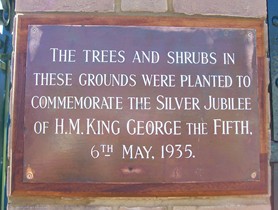 THE TREES AND SHRUBS IN
THESE GROUNDS WERE PLANTED TO
COMMEMORATE THE SILVER JUBILEE
OF H.M. KING GEORGE THE FIFTH,
6TH MAY, 1935.